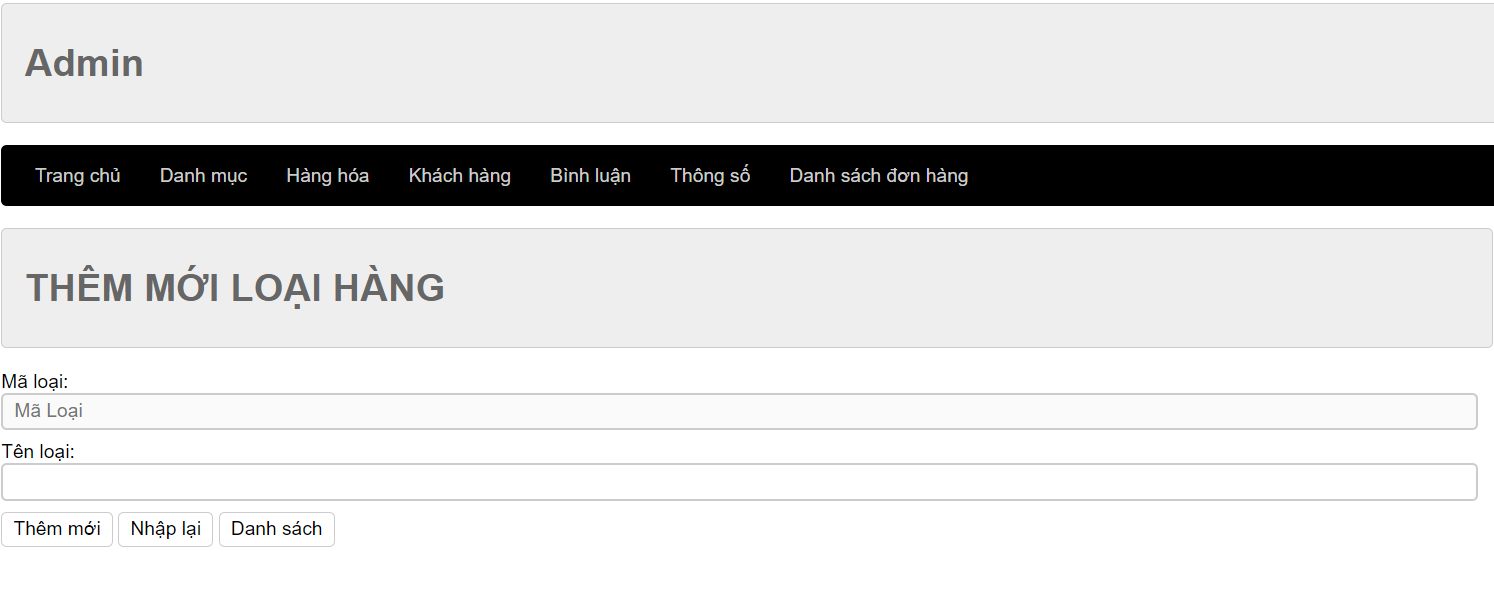 Admin
Trang chủ Danh mục Hàng hóa Khách hàng Bình luận Thông số Danh sách đơn hàng
THÊM MỚI LOẠI HÀNG
Mã loại:
Mã Loại
Tên loại:
Thêm mới Nhập lại Danh sách